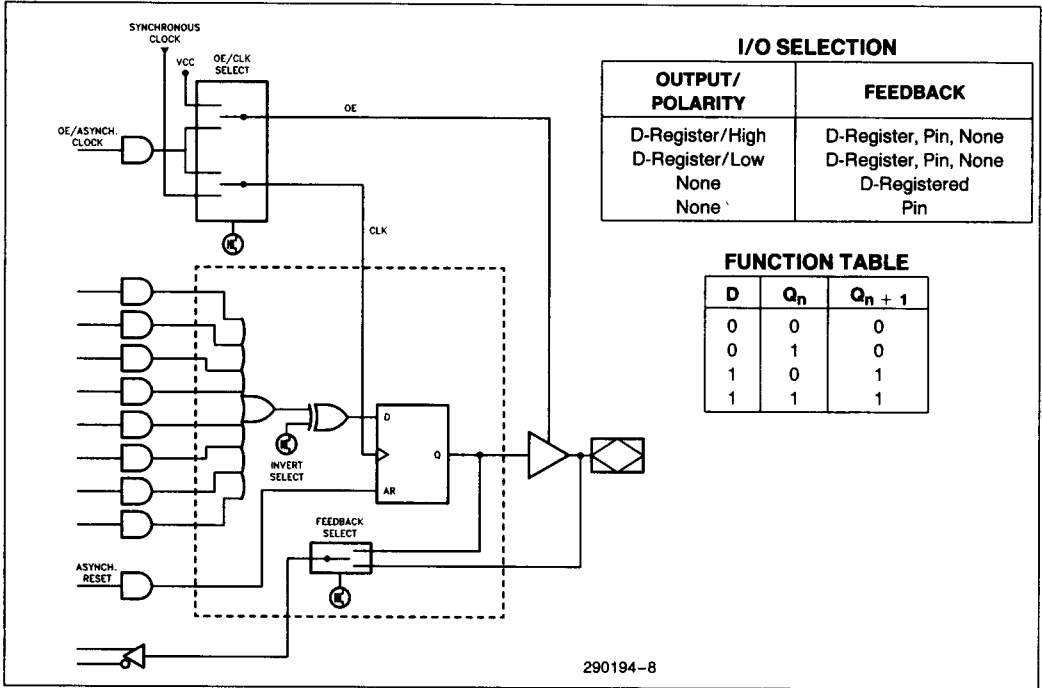 SYNCHRONOUS
CLOCK
VCC
OE/CLK
SELECT
OE
OE/ASYNCH.
CLOCK
CLK
INVERT
SELECT
D
Q
AR
FEEDBACK
SELECT
ASYNCH.
RESET
I/O SELECTION
OUTPUT/
POLARITY
FEEDBACK
D-Register/High D-Register, Pin, None
D-Register/Low D-Register, Pin, None
None D-Registered
None Pin
FUNCTION TABLE
D Qn Qn + 1
0 0 0
0 1 0
1 0 1
1 1 1
290194-8